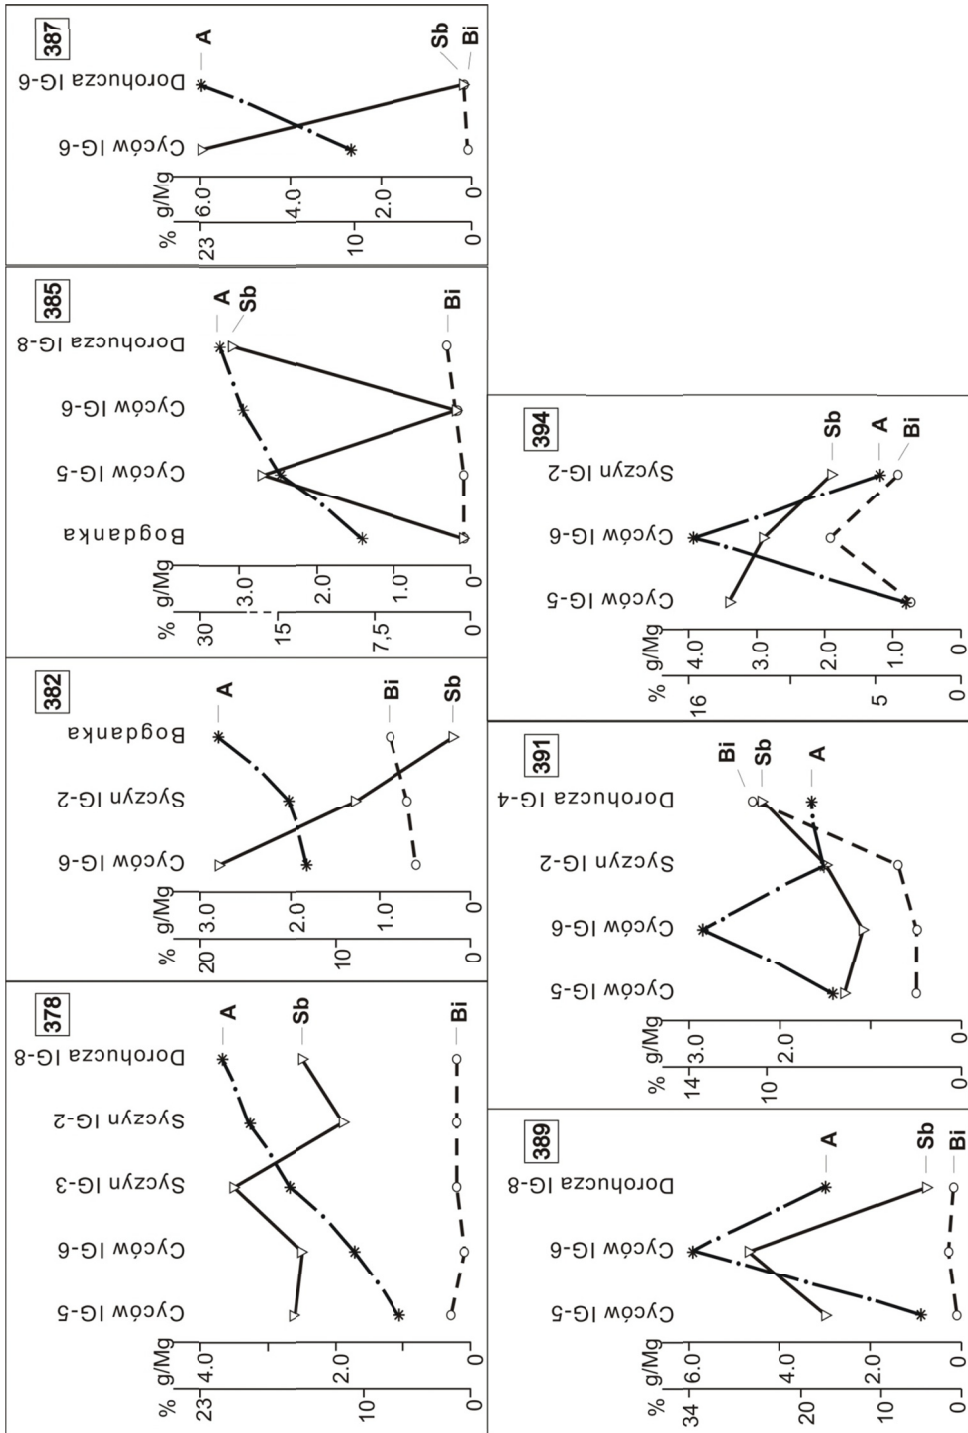 378
% g/Mg
23 4.0
10 2.0
0 0
Cyców IG-5
Cyców IG-6
Syczyn IG-3
Syczyn IG-2
Dorohucza IG-8
A
Sb
Bi
382
% g/Mg
20 3.0
2.0
10
1.0
0 0
Cyców IG-6
Syczyn IG-2
Bogdanka
A
Bi
Sb
385
% g/Mg
30
3.0
15
2.0
7,5 1.0
0 0
Bogdanka
Cyców IG-5
Cyców IG-6
Dorohucza IG-8
A
Sb
Bi
387
% g/Mg
23 6.0
4.0
10 2.0
0 0
Cyców IG-6
Dorohucza IG-6
A
Sb
Bi
389
% g/Mg
34 6.0
20 4.0
10 2.0
0 0
Cyców IG-5
Cyców IG-6
Dorohucza IG-8
A
Sb
Bi
391
% g/Mg
14 3.0
10 2.0
0 0
Cyców IG-5
Cyców IG-6
Syczyn IG-2
Dorohucza IG-4
Bi
Sb
A
394
% g/Mg
16 4.0
3.0
2.0
5 1.0
0 0
Cyców IG-5
Cyców IG-6
Syczyn IG-2
Sb
A
Bi